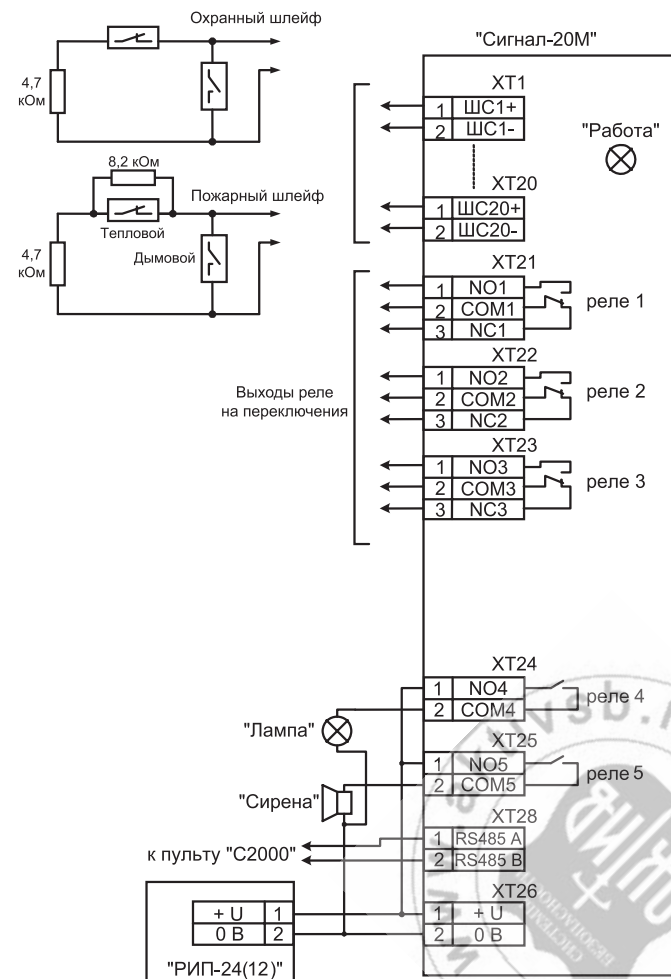 Охранный шлейф
4,7
кОм
8,2 кОм
Пожарный шлейф
Тепловой
Дымовой
4,7
кОм
"Сигнал-20М"
"Работа"
XT1
1 ШС1+
2 ШС1-
XT20
1 ШС20+
2 ШС20-
XT21
1 NO1
2 COM1
3 NC1
реле 1
XT22
1 NO2
2 COM2
3 NC2
реле 2
XT23
1 NO3
2 COM3
3 NC3
реле 3
Выходы реле
на переключения
XT24
1 NO4
2 COM4
реле 4
"Лампа"
XT25
1 NO5
2 COM5
реле 5
"Сирена"
XT28
1 RS485 A
2 RS485 B
к пульту "С2000"
XT26
1 + U
2 0 В
+ U 1
0 В 2
"РИП-24(12)"